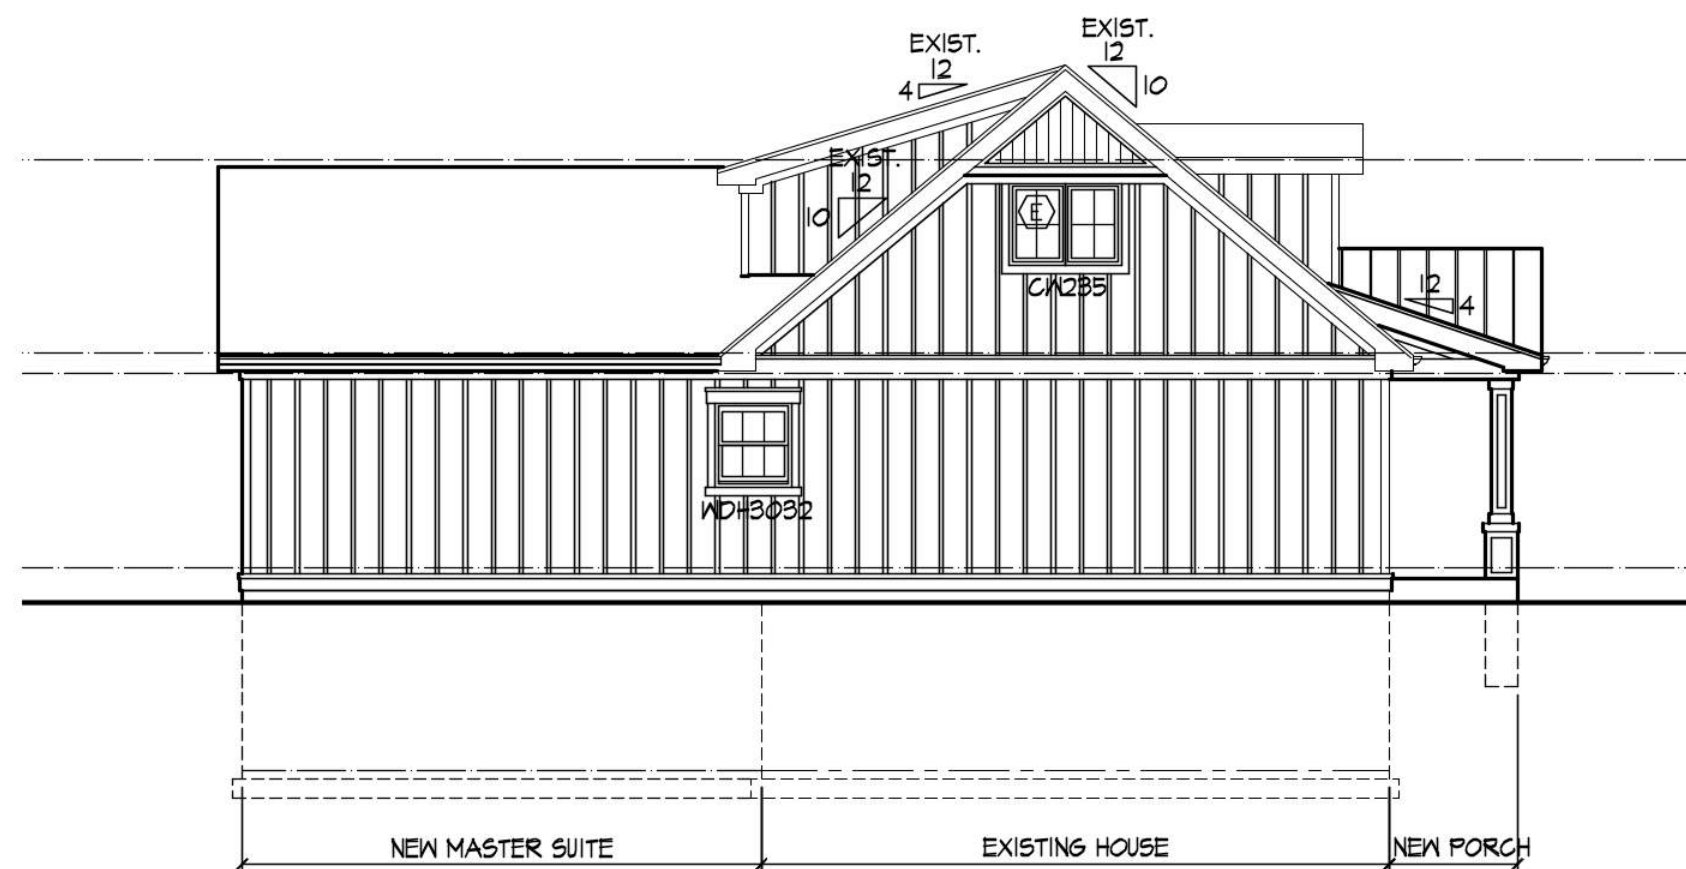 EXIST.
12
4
EXIST.
12
10
EXIST.
12
10
E
CW235
12
4
WDH3032
NEW MASTER SUITE
EXISTING HOUSE
NEW PORCH